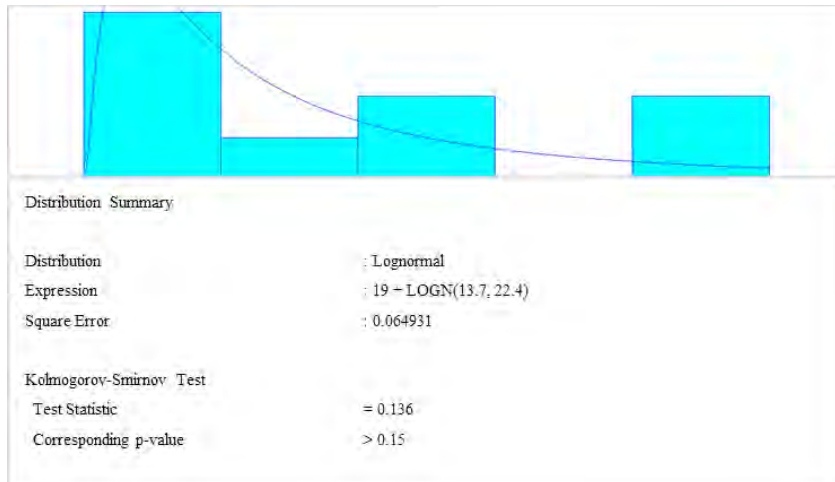 Distribution Summary
Distribution : Lognormal
Expression : 19 + LOGN(13.7, 22.4)
Square Error : 0.064931
Kolmogorov-Smirnov Test
Test Statistic = 0.136
Corresponding p-value > 0.15